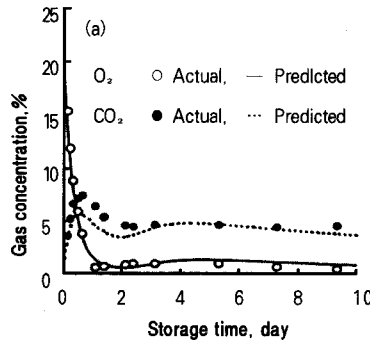 (a)
25
20
15
10
5
0
Gas concentration, %
O₂ Actual, Predicted
CO₂ Actual, Predicted
0 2 4 6 8 10
Storage time, day